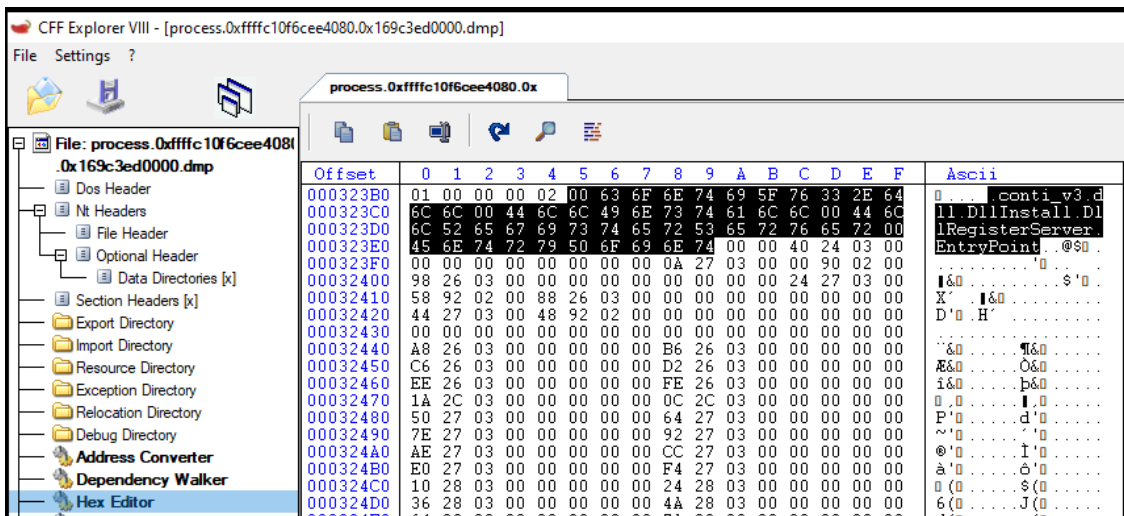 CFF Explorer VIII - [process.0xffffc10f6cee4080.0x169c3ed0000.dmp]
File Settings ?
process.0xffffc10f6cee4080.0x
File: process.0xffffc10f6cee4080
.0x169c3ed0000.dmp
Dos Header
Nt Headers
File Header
Optional Header
Data Directories [x]
Section Headers [x]
Export Directory
Import Directory
Resource Directory
Exception Directory
Relocation Directory
Debug Directory
Address Converter
Dependency Walker
Hex Editor
Offset 0 1 2 3 4 5 6 7 8 9 A B C D E F Ascii
000323B0 01 00 00 00 02 00 63 6F 6E 74 69 5F 76 33 2E 64 .conti_v3.d
000323C0 6C 6C 00 44 6C 6C 49 6E 73 74 61 6C 6C 00 44 6C ll.DllInstall.Dl
000323D0 6C 52 65 67 69 73 74 65 72 53 65 72 76 65 72 00 lRegisterServer.
000323E0 45 6E 74 72 79 50 6F 69 6E 74 00 00 40 24 03 00 EntryPoint..@$
000323F0 00 00 00 00 00 00 00 00 0A 27 03 00 00 90 02 00
00032400 98 26 03 00 00 00 00 00 00 00 00 00 24 27 03 00
00032410 58 92 02 00 88 26 03 00 00 00 00 00 00 00 00 00
00032420 44 27 03 00 48 92 02 00 00 00 00 00 00 00 00 00
00032430 00 00 00 00 00 00 00 00 00 00 00 00 00 00 00 00
00032440 A8 26 03 00 00 00 00 00 B6 26 03 00 00 00 00 00
00032450 C6 26 03 00 00 00 00 00 D2 26 03 00 00 00 00 00
00032460 EE 26 03 00 00 00 00 00 FE 26 03 00 00 00 00 00
00032470 1A 2C 03 00 00 00 00 00 0C 2C 03 00 00 00 00 00
00032480 50 27 03 00 00 00 00 00 64 27 03 00 00 00 00 00
00032490 7E 27 03 00 00 00 00 00 92 27 03 00 00 00 00 00
000324A0 AE 27 03 00 00 00 00 00 CC 27 03 00 00 00 00 00
000324B0 E0 27 03 00 00 00 00 00 F4 27 03 00 00 00 00 00
000324C0 10 28 03 00 00 00 00 00 24 28 03 00 00 00 00 00
000324D0 36 28 03 00 00 00 00 00 4A 28 03 00 00 00 00 00